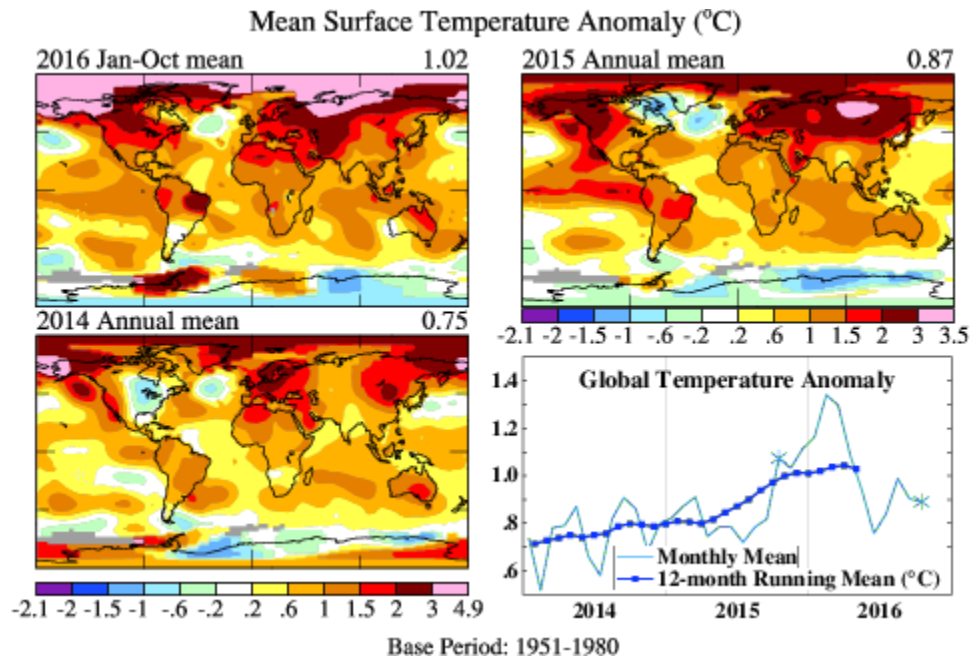 Mean Surface Temperature Anomaly (°C)
2016 Jan-Oct mean 1.02
2015 Annual mean 0.87
-2.1 -2 -1.5 -1 -.6 -.2 .2 .6 1 1.5 2 3 3.5
2014 Annual mean 0.75
-2.1 -2 -1.5 -1 -.6 -.2 .2 .6 1 1.5 2 3 4.9
Global Temperature Anomaly
1.4
1.2
1.0
.8
.6
Monthly Mean
12-month Running Mean (°C)
2014 2015 2016
Base Period: 1951-1980